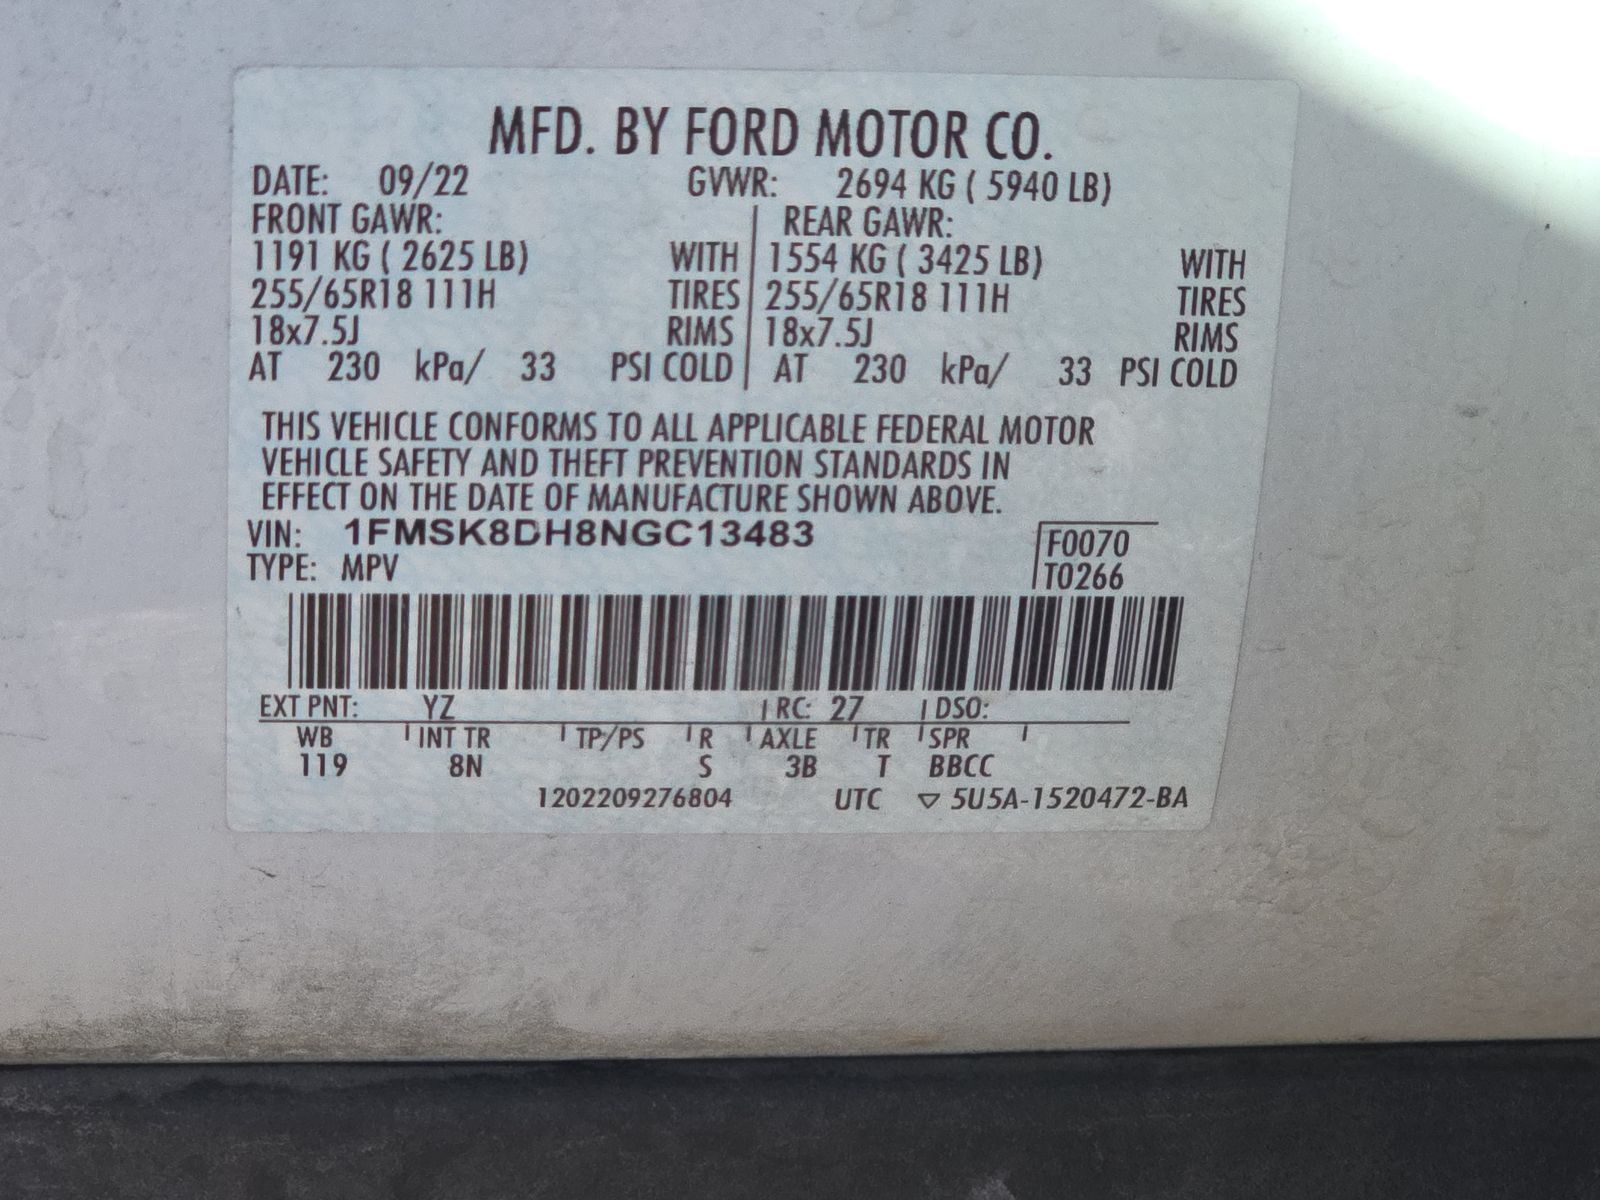 MFD. BY FORD MOTOR CO.
DATE: 09/22 GVWR: 2694 KG ( 5940 LB)
FRONT GAWR: REAR GAWR:
1191 KG ( 2625 LB) WITH 1554 KG ( 3425 LB) WITH
255/65R18 111H TIRES 255/65R18 111H TIRES
18x7.5J RIMS 18x7.5J RIMS
AT 230 kPa/ 33 PSI COLD AT 230 kPa/ 33 PSI COLD
THIS VEHICLE CONFORMS TO ALL APPLICABLE FEDERAL MOTOR
VEHICLE SAFETY AND THEFT PREVENTION STANDARDS IN
EFFECT ON THE DATE OF MANUFACTURE SHOWN ABOVE.
VIN: 1FMSK8DH8NGC13483 F0070
TYPE: MPV T0266
EXT PNT: YZ RC: 27 DSO:
WB INT TR TP/PS R AXLE TR SPR
119 8N S 3B T BBCC
1202209276804 UTC ▽ 5U5A-1520472-BA